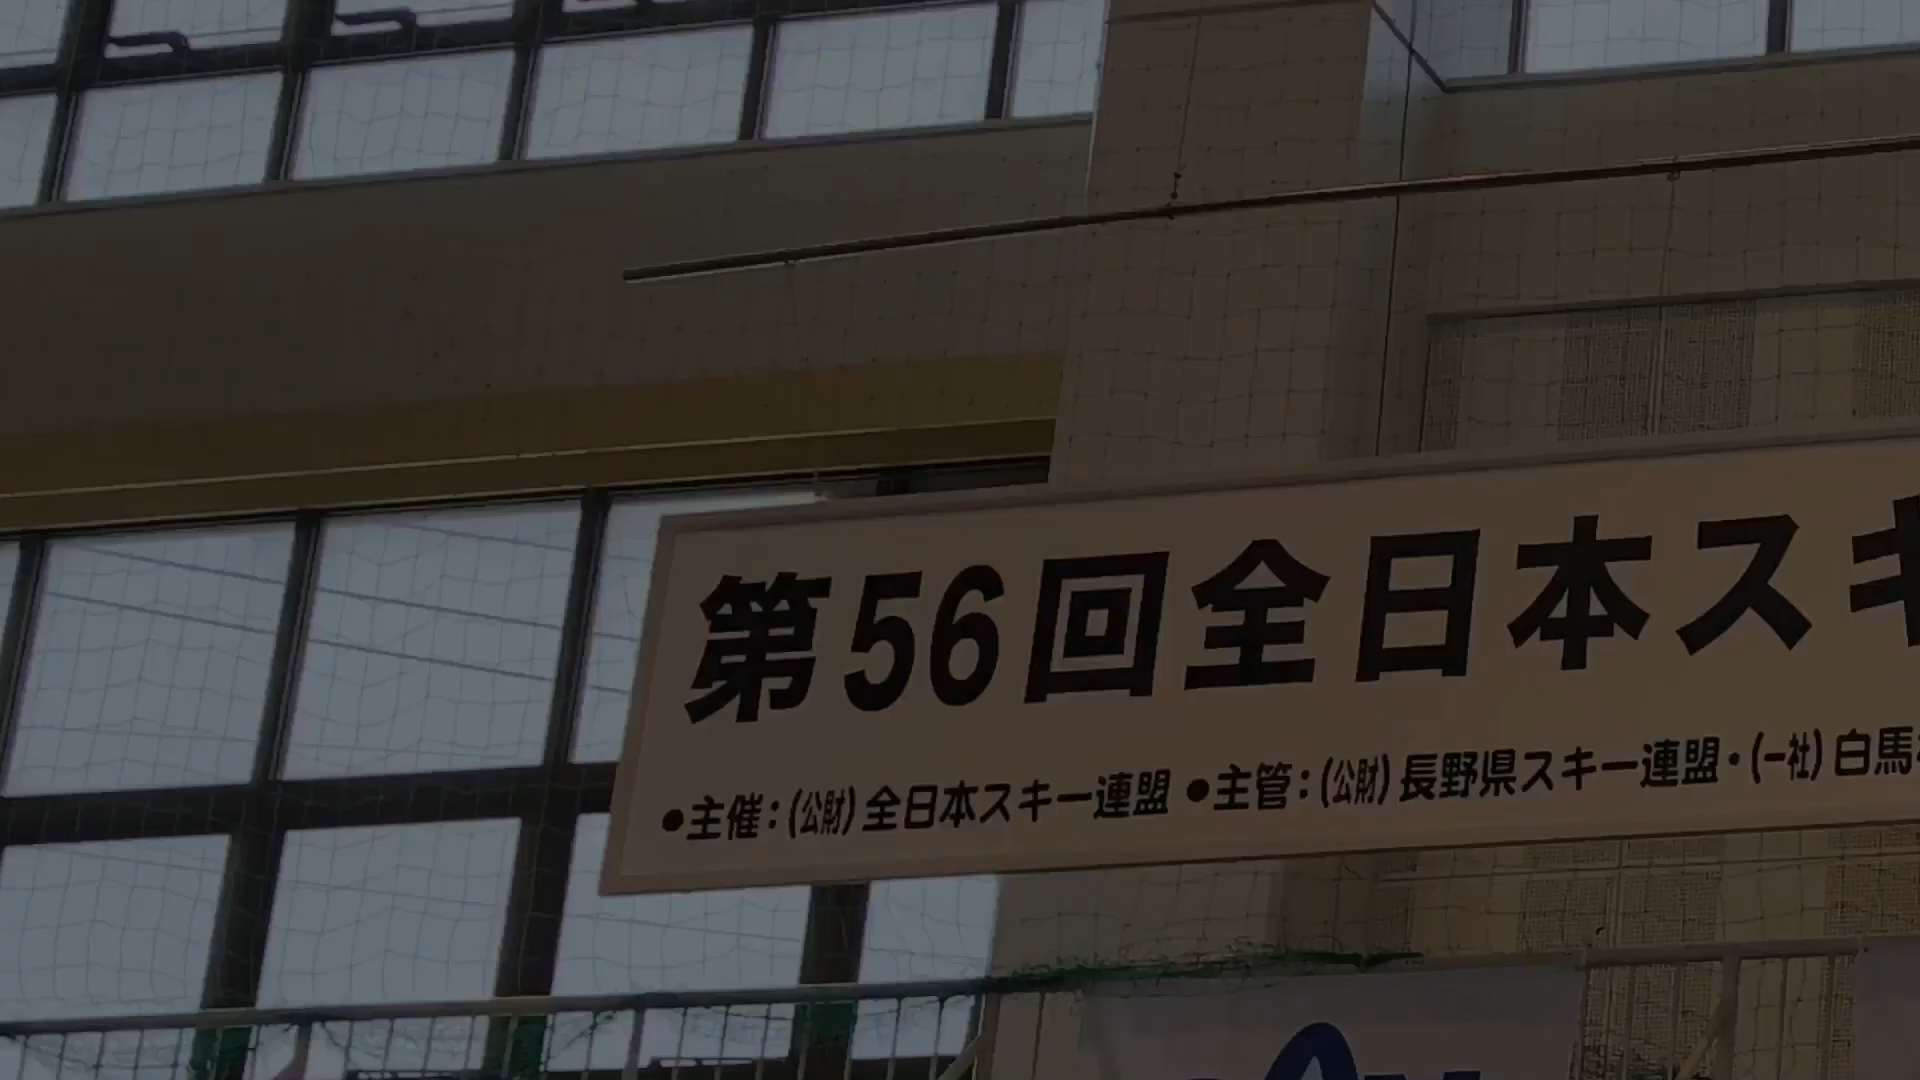 第56回全日本スキ
●主催：(公財)全日本スキー連盟 ●主管：(公財)長野県スキー連盟・(一社)白馬